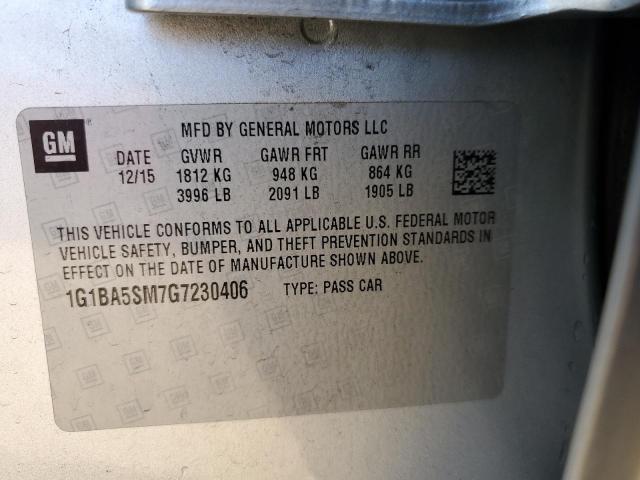 GM
MFD BY GENERAL MOTORS LLC
DATE GVWR GAWR FRT GAWR RR
12/15 1812 KG 948 KG 864 KG
3996 LB 2091 LB 1905 LB
THIS VEHICLE CONFORMS TO ALL APPLICABLE U.S. FEDERAL MOTOR
VEHICLE SAFETY, BUMPER, AND THEFT PREVENTION STANDARDS IN
EFFECT ON THE DATE OF MANUFACTURE SHOWN ABOVE.
1G1BA5SM7G7230406 TYPE: PASS CAR